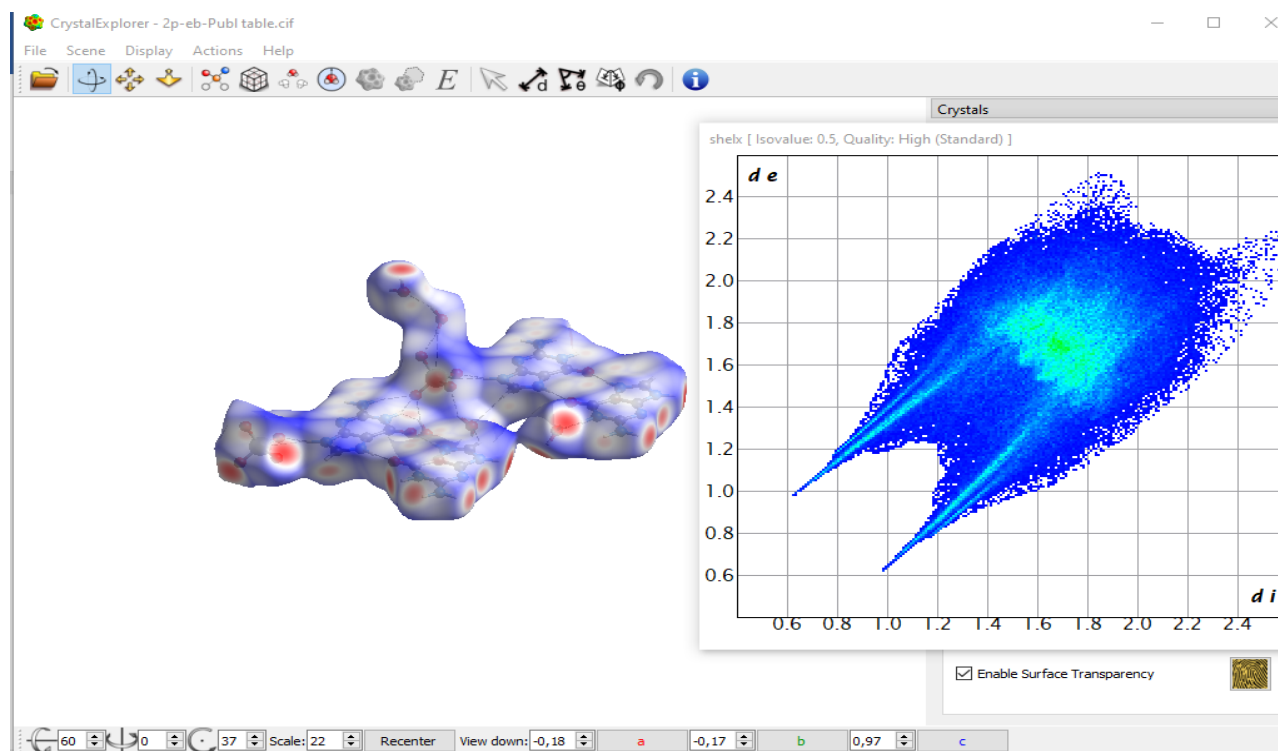 CrystalExplorer - 2p-eb-Publ table.cif
File Scene Display Actions Help
E d θ Φ i
Crystals
shelx [ Isovalue: 0.5, Quality: High (Standard) ]
d e
2.4
2.2
2.0
1.8
1.6
1.4
1.2
1.0
0.8
0.6
d i
0.6 0.8 1.0 1.2 1.4 1.6 1.8 2.0 2.2 2.4
Enable Surface Transparency
60 0 37 Scale: 22 Recenter View down: -0,18 a -0,17 b 0,97 c